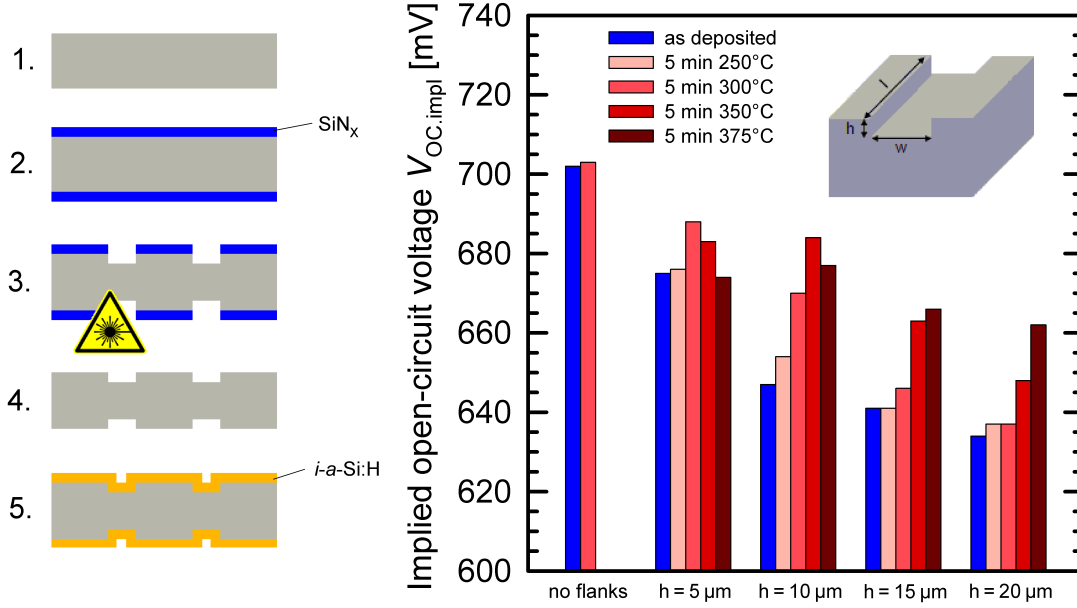 1.
SiNx
2.
3.
4.
i-a-Si:H
5.
Implied open-circuit voltage VOC.impl [mV]
740
720
700
680
660
640
620
600
as deposited
5 min 250°C
5 min 300°C
5 min 350°C
5 min 375°C
l
h
w
no flanks
h = 5 µm
h = 10 µm
h = 15 µm
h = 20 µm